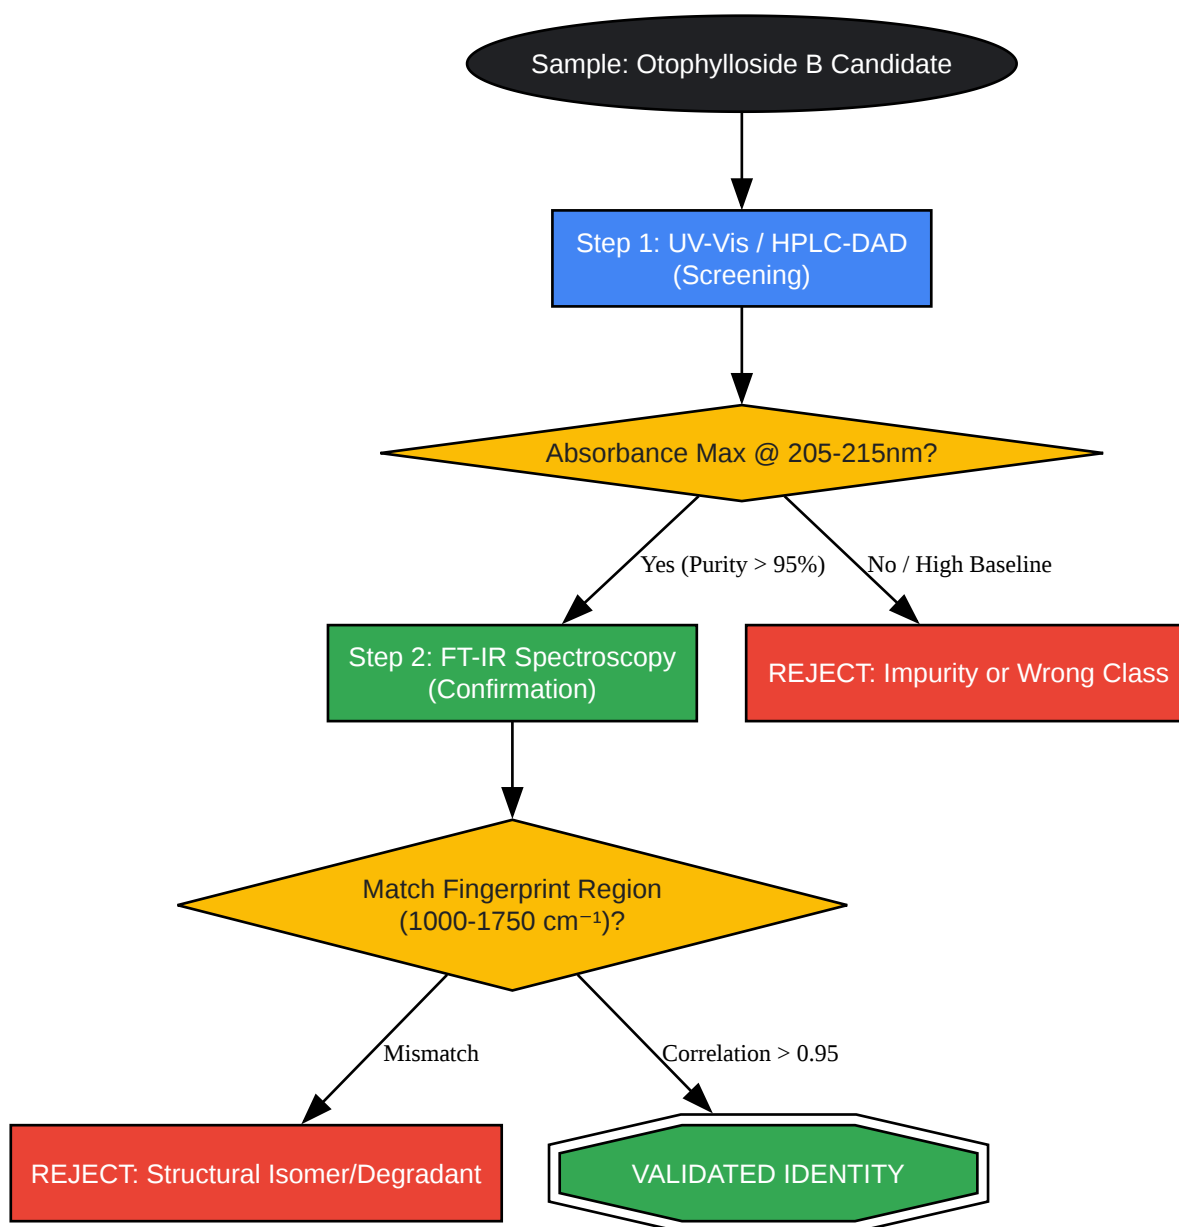 Sample: Otophylloside B Candidate
Step 1: UV-Vis / HPLC-DAD
(Screening)
Absorbance Max @ 205-215nm?
Yes (Purity > 95%)
No / High Baseline
Step 2: FT-IR Spectroscopy
(Confirmation)
REJECT: Impurity or Wrong Class
Match Fingerprint Region
(1000-1750 cm⁻¹)?
Mismatch
Correlation > 0.95
REJECT: Structural Isomer/Degradant
VALIDATED IDENTITY